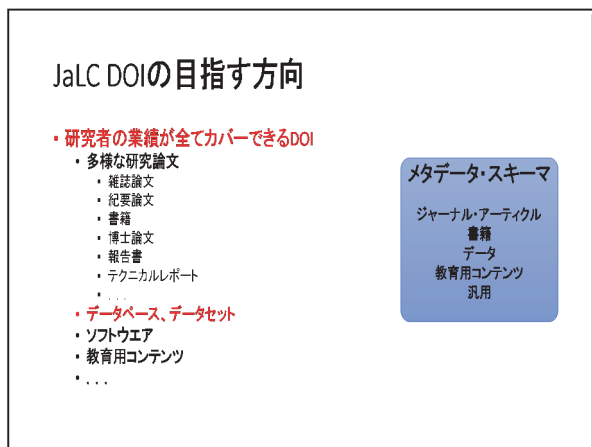 JaLC DOIの目指す方向
• 研究者の業績が全てカバーできるDOI
• 多様な研究論文
• 雑誌論文
• 紀要論文
• 書籍
• 博士論文
• 報告書
• テクニカルレポート
• . . .
• データベース、データセット
• ソフトウエア
• 教育用コンテンツ
• . . .
メタデータ・スキーマ
ジャーナル・アーティクル
書籍
データ
教育用コンテンツ
汎用